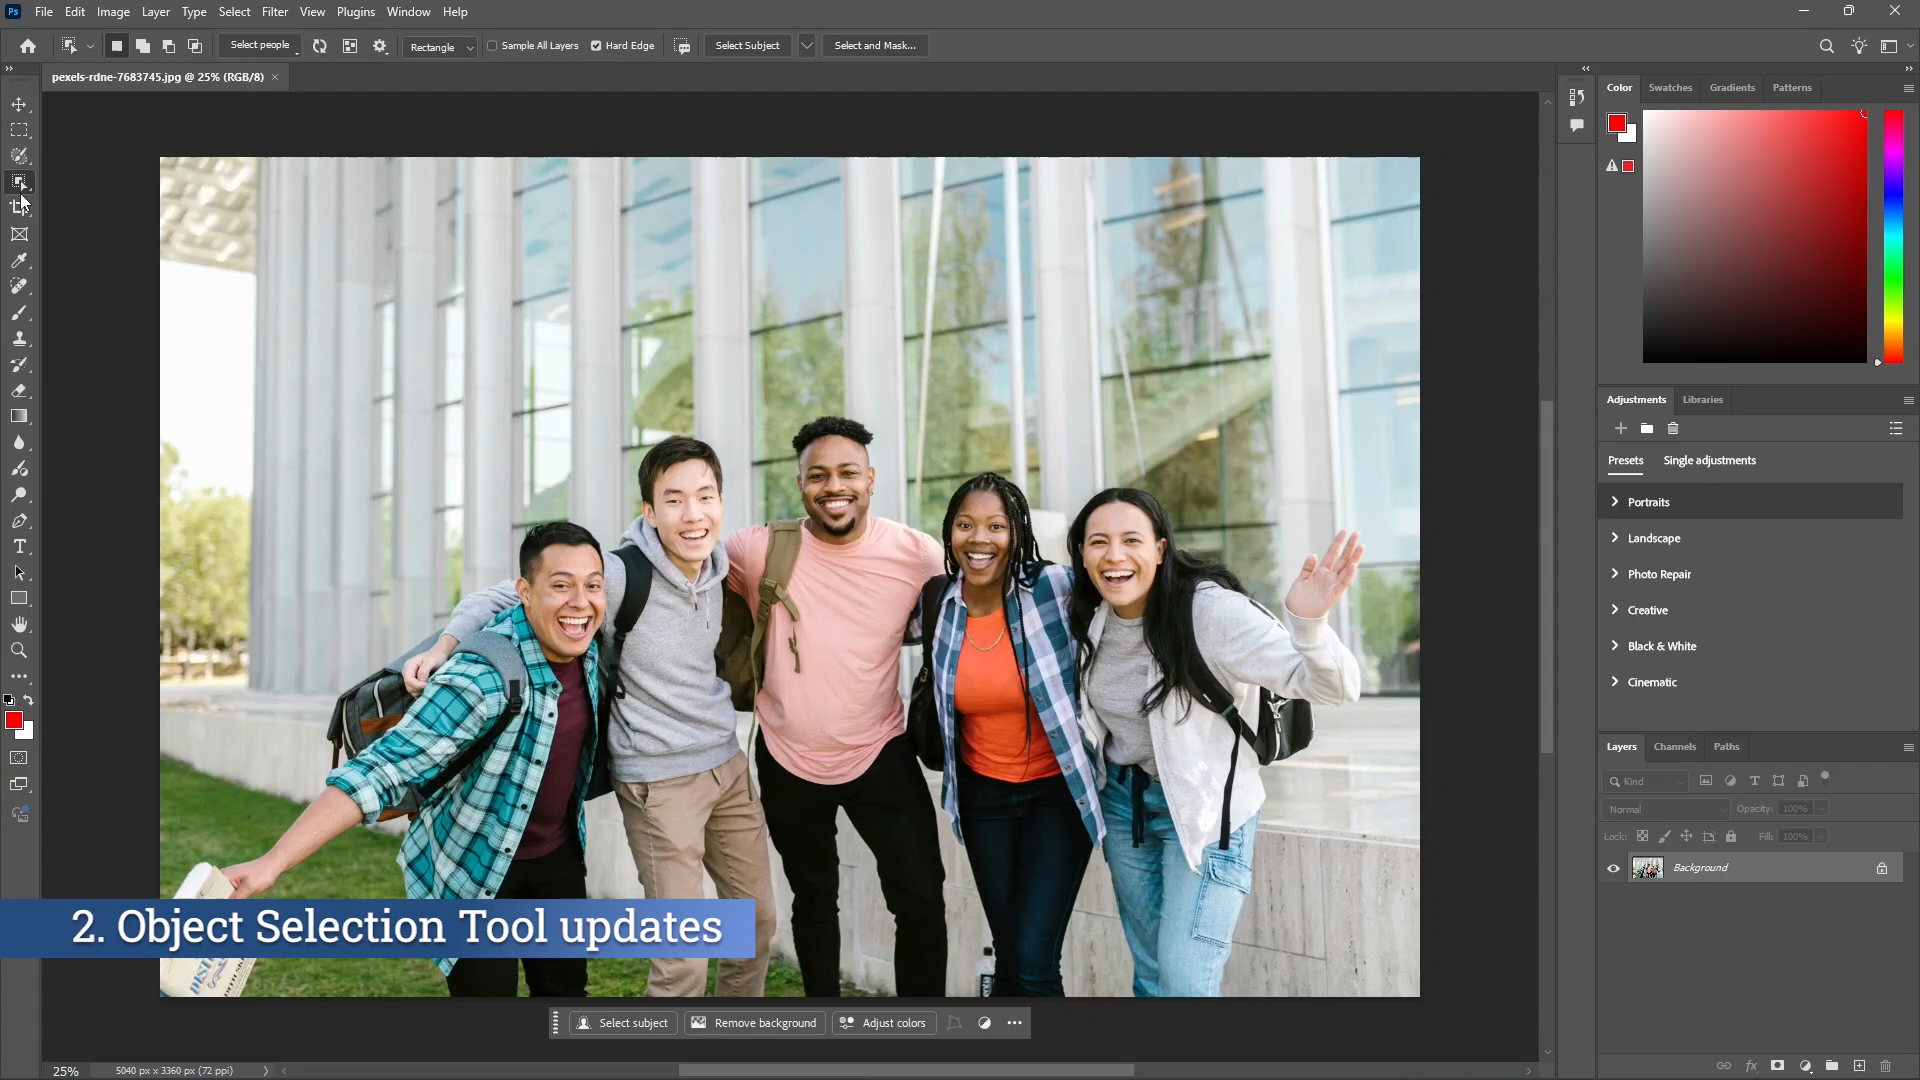 Ps File Edit Image Layer Type Select Filter View Plugins Window Help
Select people Rectangle Sample All Layers Hard Edge Select Subject Select and Mask...
pexels-rdne-7683745.jpg @ 25% (RGB/8)
Color Swatches Gradients Patterns
Adjustments Libraries
Presets Single adjustments
Portraits
Landscape
Photo Repair
Creative
Black & White
Cinematic
Layers Channels Paths
Kind
Normal Opacity: 100%
Lock: Fill: 100%
Background
2. Object Selection Tool updates
Select subject Remove background Adjust colors
25% 5040 px x 3360 px (72 ppi)